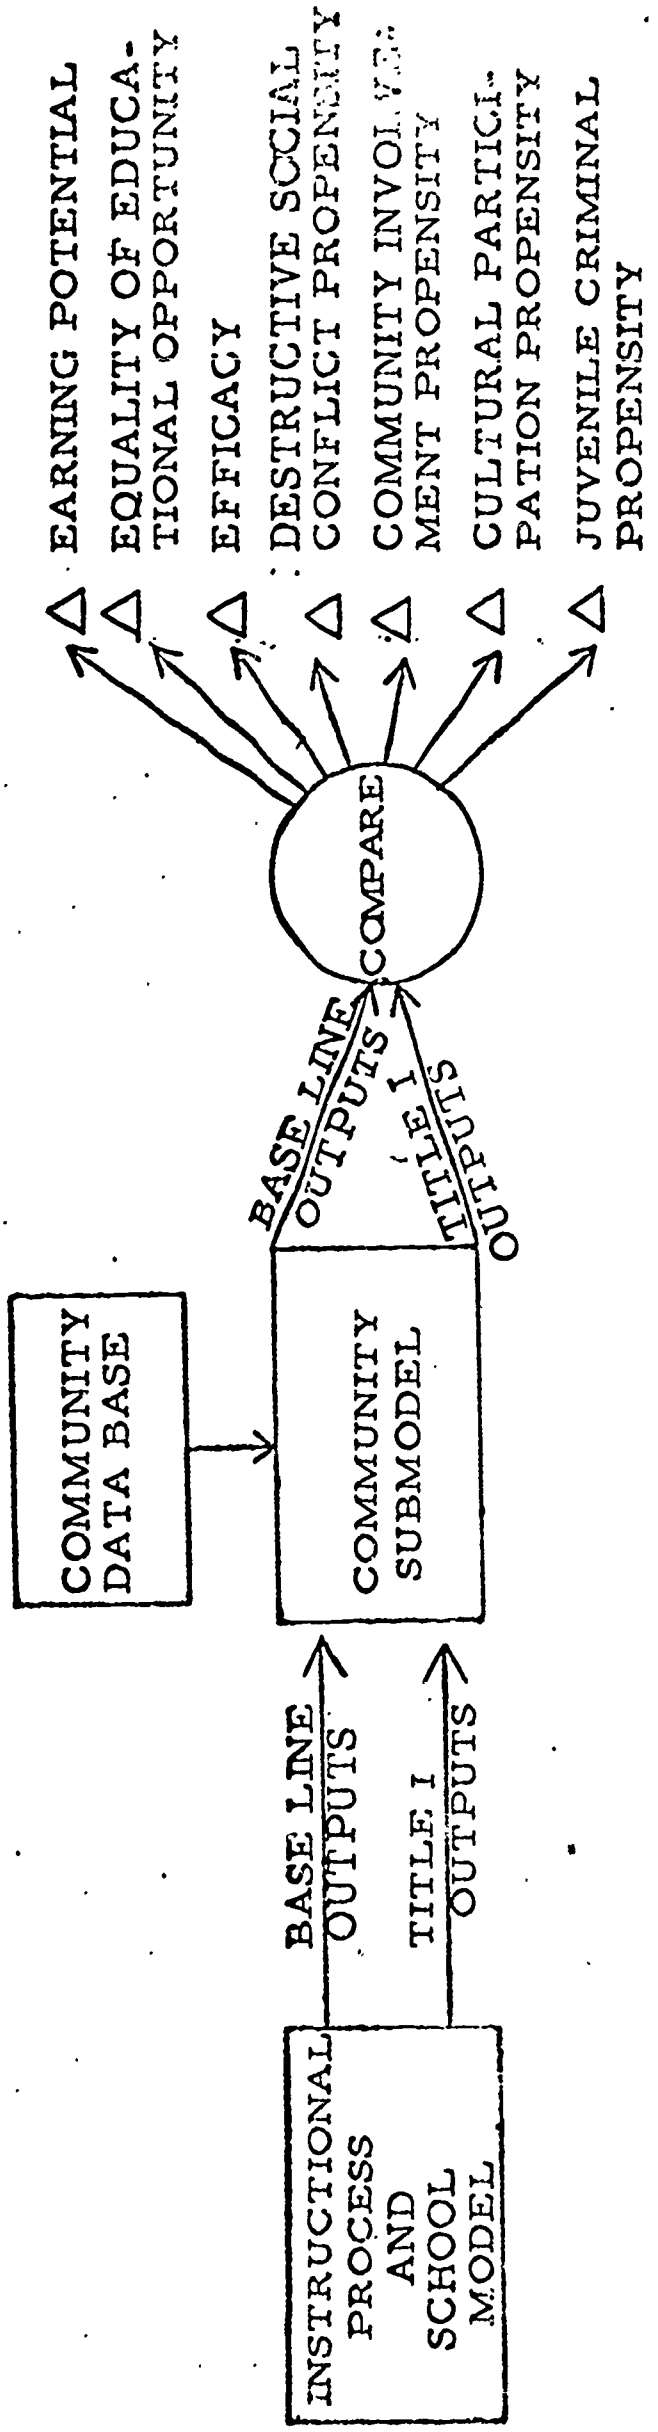 INSTRUCTIONAL
PROCESS
AND
SCHOOL
MODEL
BASE LINE
OUTPUTS
TITLE I
OUTPUTS
COMMUNITY
DATA BASE
COMMUNITY
SUBMODEL
BASE LINE
OUTPUTS
TITLE I
OUTPUTS
COMPARE
Δ EARNING POTENTIAL
Δ EQUALITY OF EDUCA-
TIONAL OPPORTUNITY
Δ EFFICACY
Δ DESTRUCTIVE SOCIAL
CONFLICT PROPENSITY
Δ COMMUNITY INVOLVE-
MENT PROPENSITY
Δ CULTURAL PARTICI-
PATION PROPENSITY
Δ JUVENILE CRIMINAL
PROPENSITY